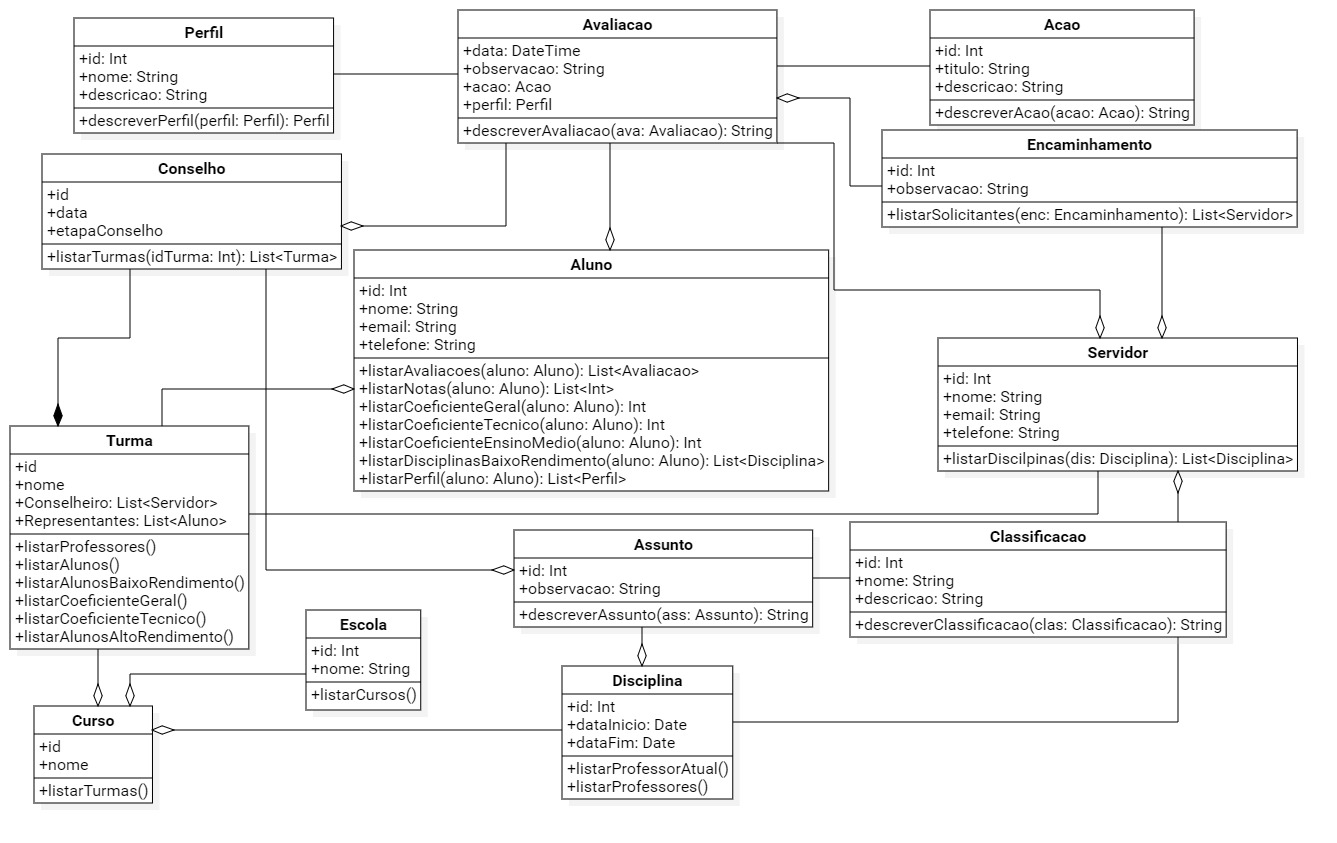 Perfil
+id: Int
+nome: String
+descricao: String
+descreverPerfil(perfil: Perfil): Perfil
Avaliacao
+data: DateTime
+observacao: String
+acao: Acao
+perfil: Perfil
+descreverAvaliacao(ava: Avaliacao): String
Acao
+id: Int
+titulo: String
+descricao: String
+descreverAcao(acao: Acao): String
Encaminhamento
+id: Int
+observacao: String
+listarSolicitantes(enc: Encaminhamento): List<Servidor>
Conselho
+id
+data
+etapaConselho
+listarTurmas(idTurma: Int): List<Turma>
Aluno
+id: Int
+nome: String
+email: String
+telefone: String
+listarAvaliacoes(aluno: Aluno): List<Avaliacao>
+listarNotas(aluno: Aluno): List<Int>
+listarCoeficienteGeral(aluno: Aluno): Int
+listarCoeficienteTecnico(aluno: Aluno): Int
+listarCoeficienteEnsinoMedio(aluno: Aluno): Int
+listarDisciplinasBaixoRendimento(aluno: Aluno): List<Disciplina>
+listarPerfil(aluno: Aluno): List<Perfil>
Servidor
+id: Int
+nome: String
+email: String
+telefone: String
+listarDiscilpinas(dis: Disciplina): List<Disciplina>
Turma
+id
+nome
+Conselheiro: List<Servidor>
+Representantes: List<Aluno>
+listarProfessores()
+listarAlunos()
+listarAlunosBaixoRendimento()
+listarCoeficienteGeral()
+listarCoeficienteTecnico()
+listarAlunosAltoRendimento()
Assunto
+id: Int
+observacao: String
+descreverAssunto(ass: Assunto): String
Classificacao
+id: Int
+nome: String
+descricao: String
+descreverClassificacao(clas: Classificacao): String
Escola
+id: Int
+nome: String
+listarCursos()
Disciplina
+id: Int
+dataInicio: Date
+dataFim: Date
+listarProfessorAtual()
+listarProfessores()
Curso
+id
+nome
+listarTurmas()